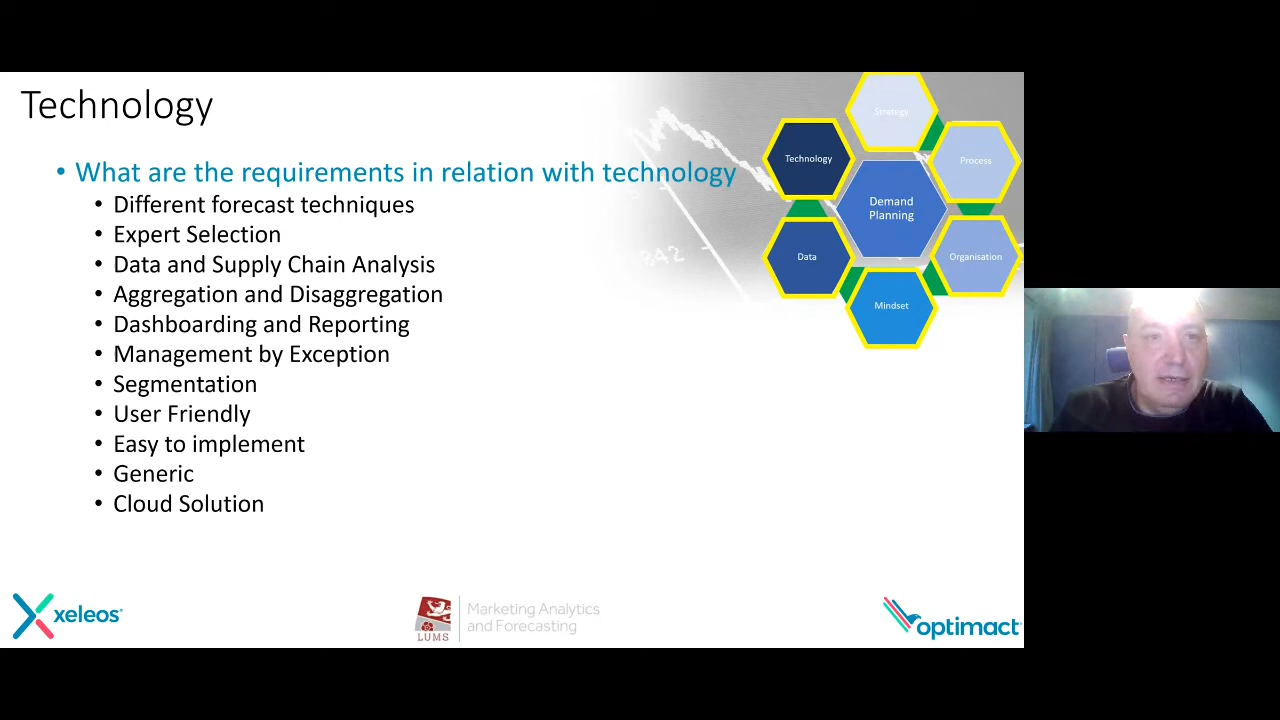 Technology
• What are the requirements in relation with technology
• Different forecast techniques
• Expert Selection
• Data and Supply Chain Analysis
• Aggregation and Disaggregation
• Dashboarding and Reporting
• Management by Exception
• Segmentation
• User Friendly
• Easy to implement
• Generic
• Cloud Solution
Strategy
Technology
Process
Demand
Planning
Data
Organisation
Mindset
842
xeleos
LUMS
Marketing Analytics
and Forecasting
optimact